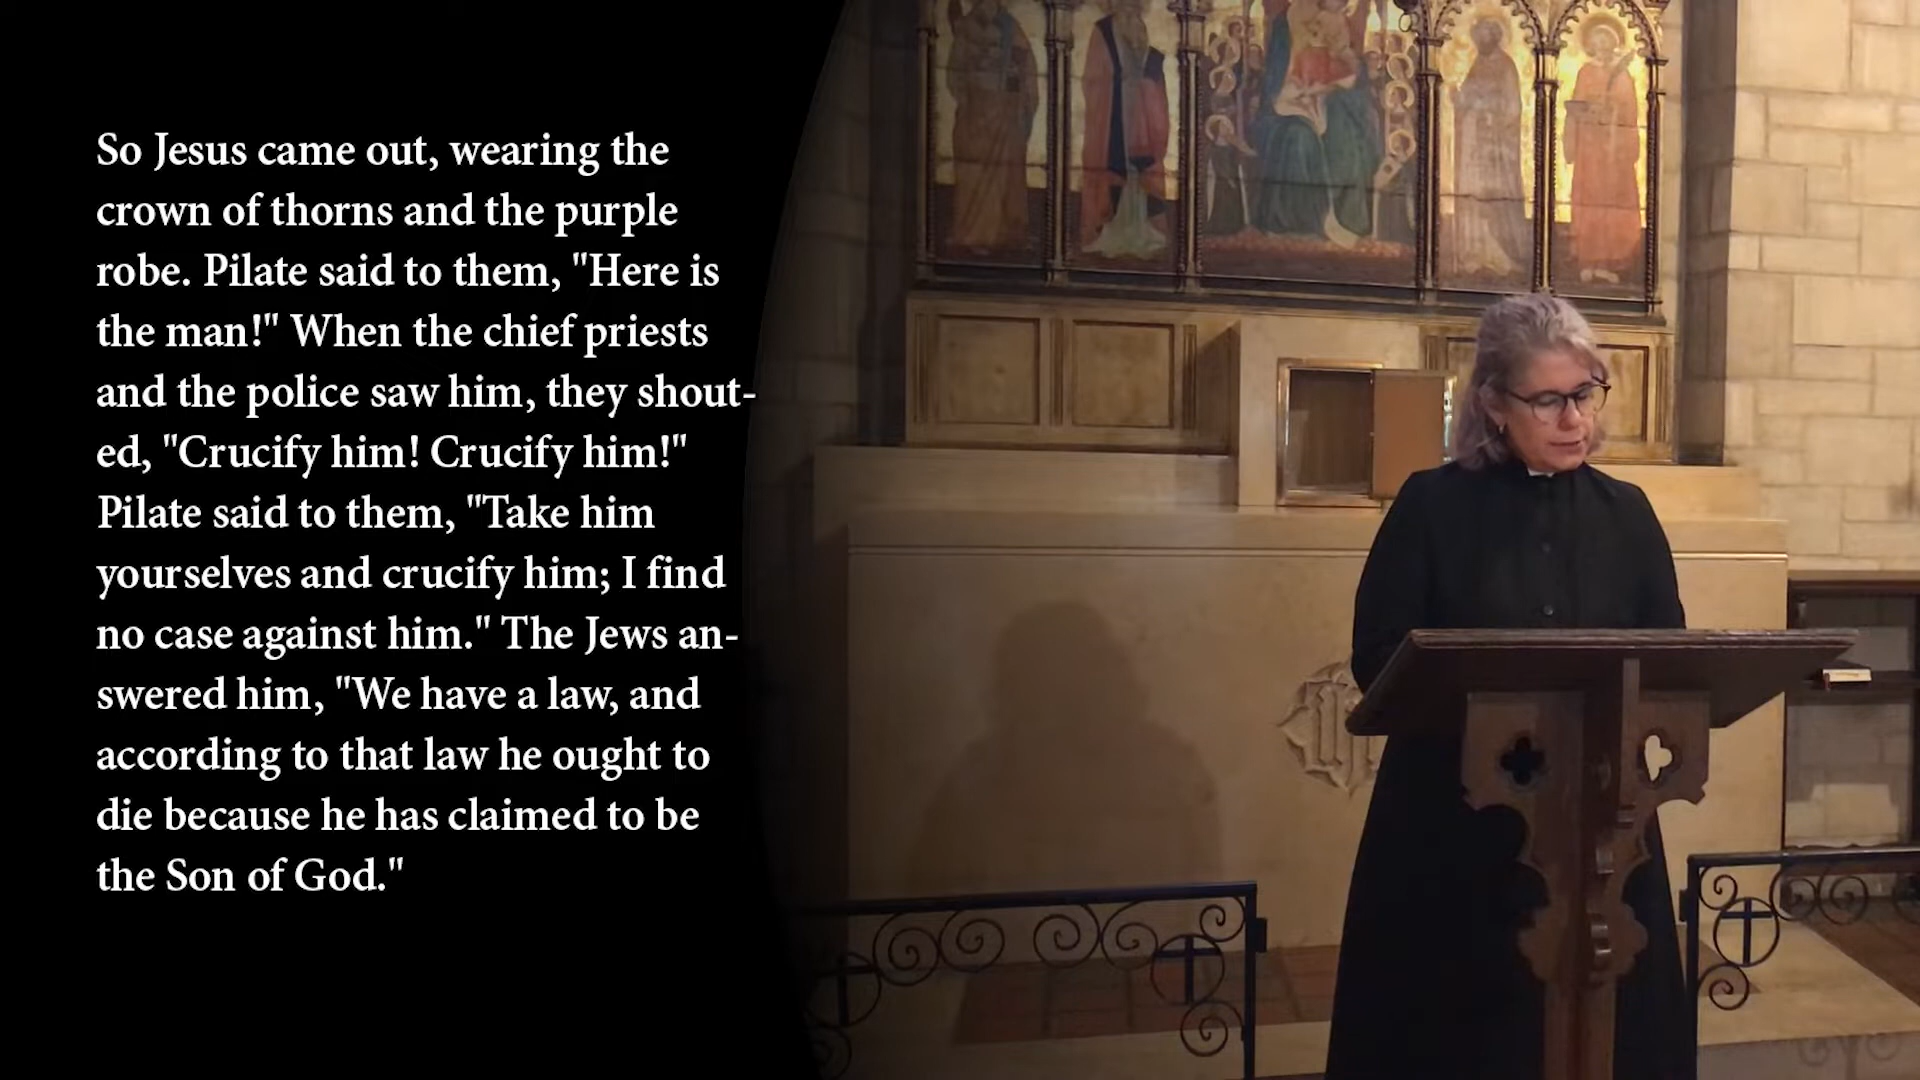 So Jesus came out, wearing the
crown of thorns and the purple
robe. Pilate said to them, "Here is
the man!" When the chief priests
and the police saw him, they shout-
ed, "Crucify him! Crucify him!"
Pilate said to them, "Take him
yourselves and crucify him; I find
no case against him." The Jews an-
swered him, "We have a law, and
according to that law he ought to
die because he has claimed to be
the Son of God."